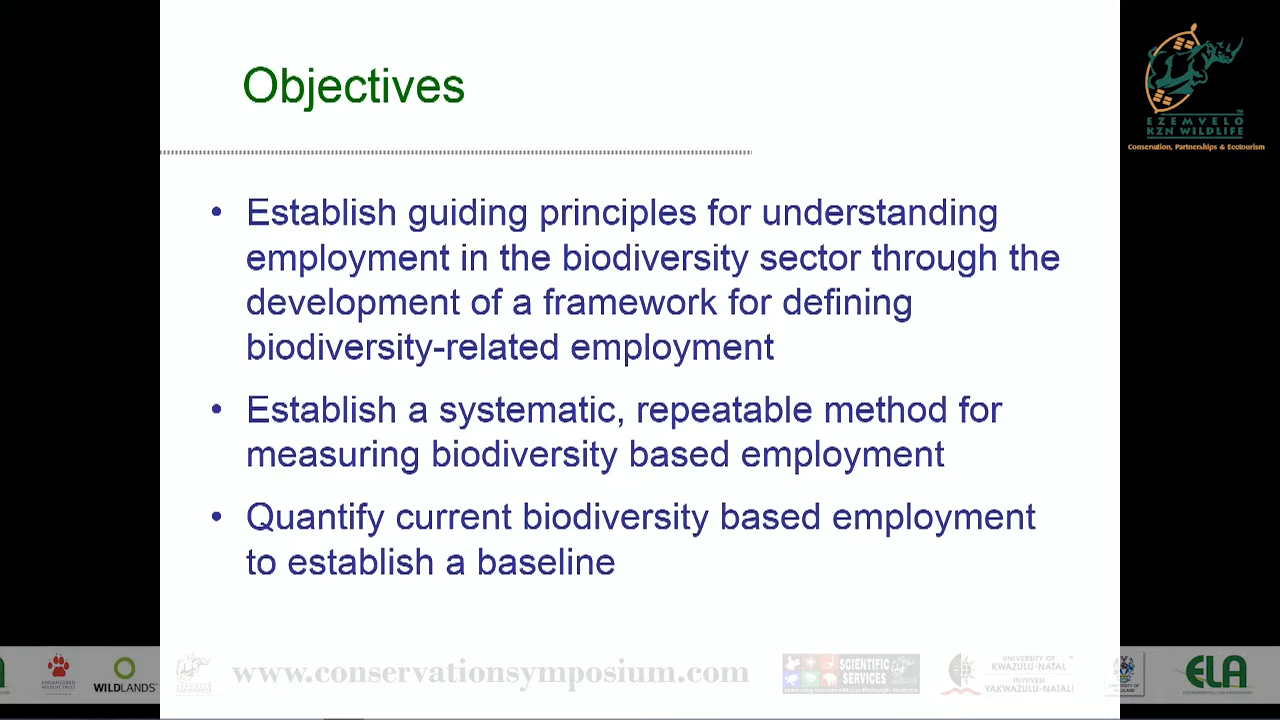 Objectives
• Establish guiding principles for understanding
employment in the biodiversity sector through the
development of a framework for defining
biodiversity-related employment
• Establish a systematic, repeatable method for
measuring biodiversity based employment
• Quantify current biodiversity based employment
to establish a baseline
EZEMVELO
KZN WILDLIFE
Conservation, Partnerships & Ecotourism
WILDLANDS
www.conservationsymposium.com
SCIENTIFIC
SERVICES
UNIVERSITY OF
KWAZULU-NATAL
INYUVESI
YAKWAZULU-NATALI
ELA